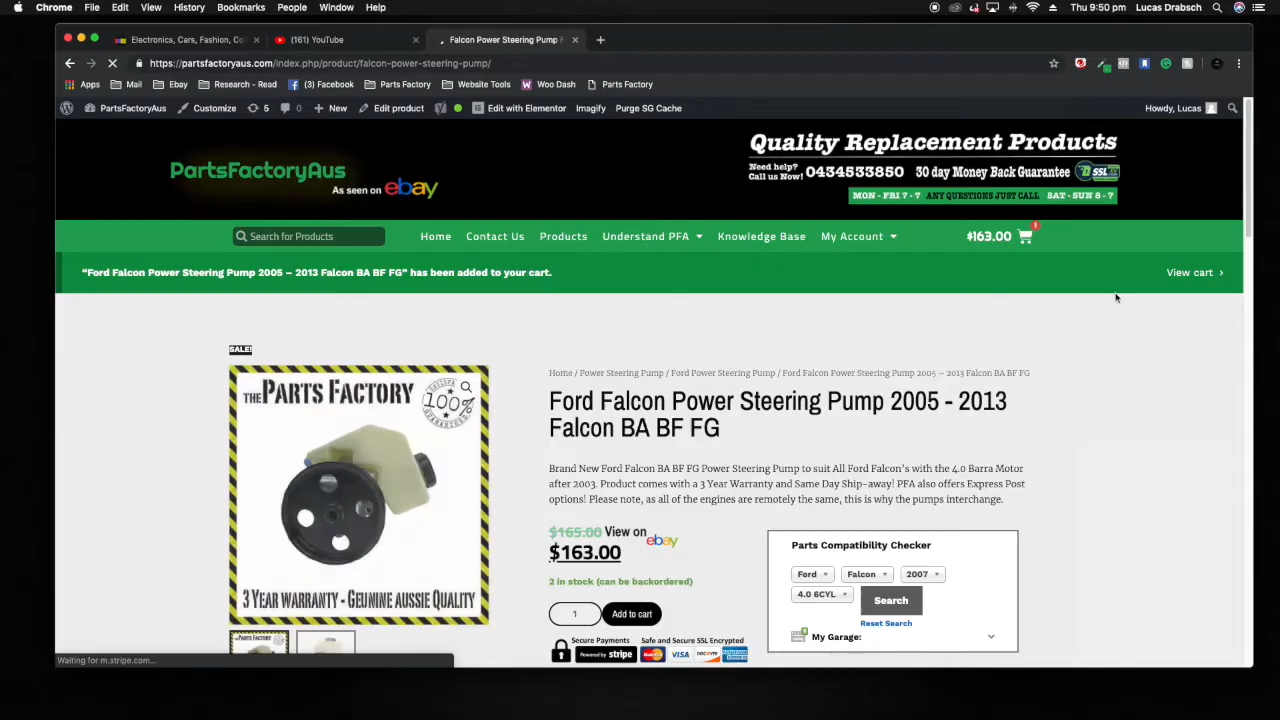 Chrome File Edit View History Bookmarks People Window Help Thu 9:50 pm Lucas Drabsch
Electronics, Cars, Fashion, Co (161) YouTube Falcon Power Steering Pump F
https://partsfactoryaus.com/index.php/product/falcon-power-steering-pump/
Apps Mail Ebay Research - Read (3) Facebook Parts Factory Website Tools Woo Dash Parts Factory
PartsFactoryAus Customize 5 0 New Edit product Edit with Elementor Imagify Purge SG Cache Howdy, Lucas
Quality Replacement Products
PartsFactoryAus
As seen on ebay
Need help? Call us Now! 0434533850 30 day Money Back Guarantee SSL
MON - FRI 7 - 7 ANY QUESTIONS JUST CALL SAT - SUN 8 - 7
Search for Products Home Contact Us Products Understand PFA Knowledge Base My Account $163.00 1
"Ford Falcon Power Steering Pump 2005 – 2013 Falcon BA BF FG" has been added to your cart. View cart
SALE!
THE PARTS FACTORY
100%
3 YEAR WARRANTY - GEUNINE AUSSIE QUALITY
Home / Power Steering Pump / Ford Power Steering Pump / Ford Falcon Power Steering Pump 2005 – 2013 Falcon BA BF FG
Ford Falcon Power Steering Pump 2005 - 2013
Falcon BA BF FG
Brand New Ford Falcon BA BF FG Power Steering Pump to suit All Ford Falcon's with the 4.0 Barra Motor
after 2003. Product comes with a 3 Year Warranty and Same Day Ship-away! PFA also offers Express Post
options! Please note, as all of the engines are remotely the same, this is why the pumps interchange.
$165.00 View on ebay
$163.00
2 in stock (can be backordered)
1 Add to cart
Secure Payments Safe and Secure SSL Encrypted
Powered by stripe VISA DISCOVER
Parts Compatibility Checker
Ford Falcon 2007
4.0 6CYL Search
Reset Search
My Garage:
Waiting for m.stripe.com...